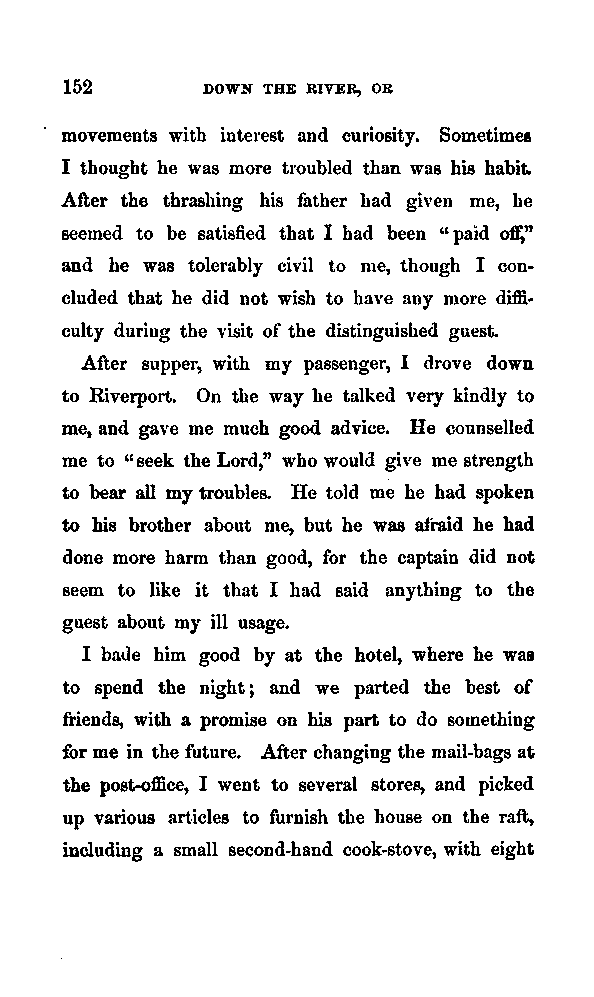 152 DOWN THE RIVER, OR
movements with interest and curiosity. Sometimes
I thought he was more troubled than was his habit.
After the thrashing his father had given me, he
seemed to be satisfied that I had been “paid off,”
and he was tolerably civil to me, though I con-
cluded that he did not wish to have any more diffi-
culty during the visit of the distinguished guest.
After supper, with my passenger, I drove down
to Riverport. On the way he talked very kindly to
me, and gave me much good advice. He counselled
me to “seek the Lord,” who would give me strength
to bear all my troubles. He told me he had spoken
to his brother about me, but he was afraid he had
done more harm than good, for the captain did not
seem to like it that I had said anything to the
guest about my ill usage.
I bade him good by at the hotel, where he was
to spend the night; and we parted the best of
friends, with a promise on his part to do something
for me in the future. After changing the mail-bags at
the post-office, I went to several stores, and picked
up various articles to furnish the house on the raft,
including a small second-hand cook-stove, with eight